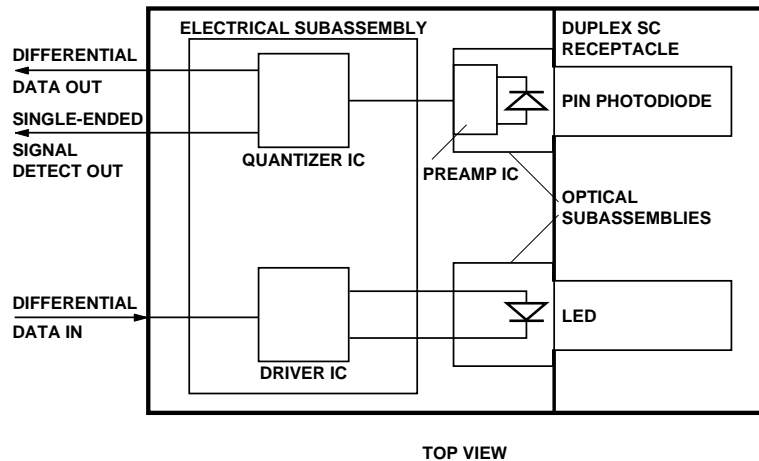 ELECTRICAL SUBASSEMBLY
DUPLEX SC
RECEPTACLE
DIFFERENTIAL
DATA OUT
SINGLE-ENDED
SIGNAL
DETECT OUT
QUANTIZER IC
PREAMP IC
PIN PHOTODIODE
OPTICAL
SUBASSEMBLIES
DIFFERENTIAL
DATA IN
DRIVER IC
LED
TOP VIEW